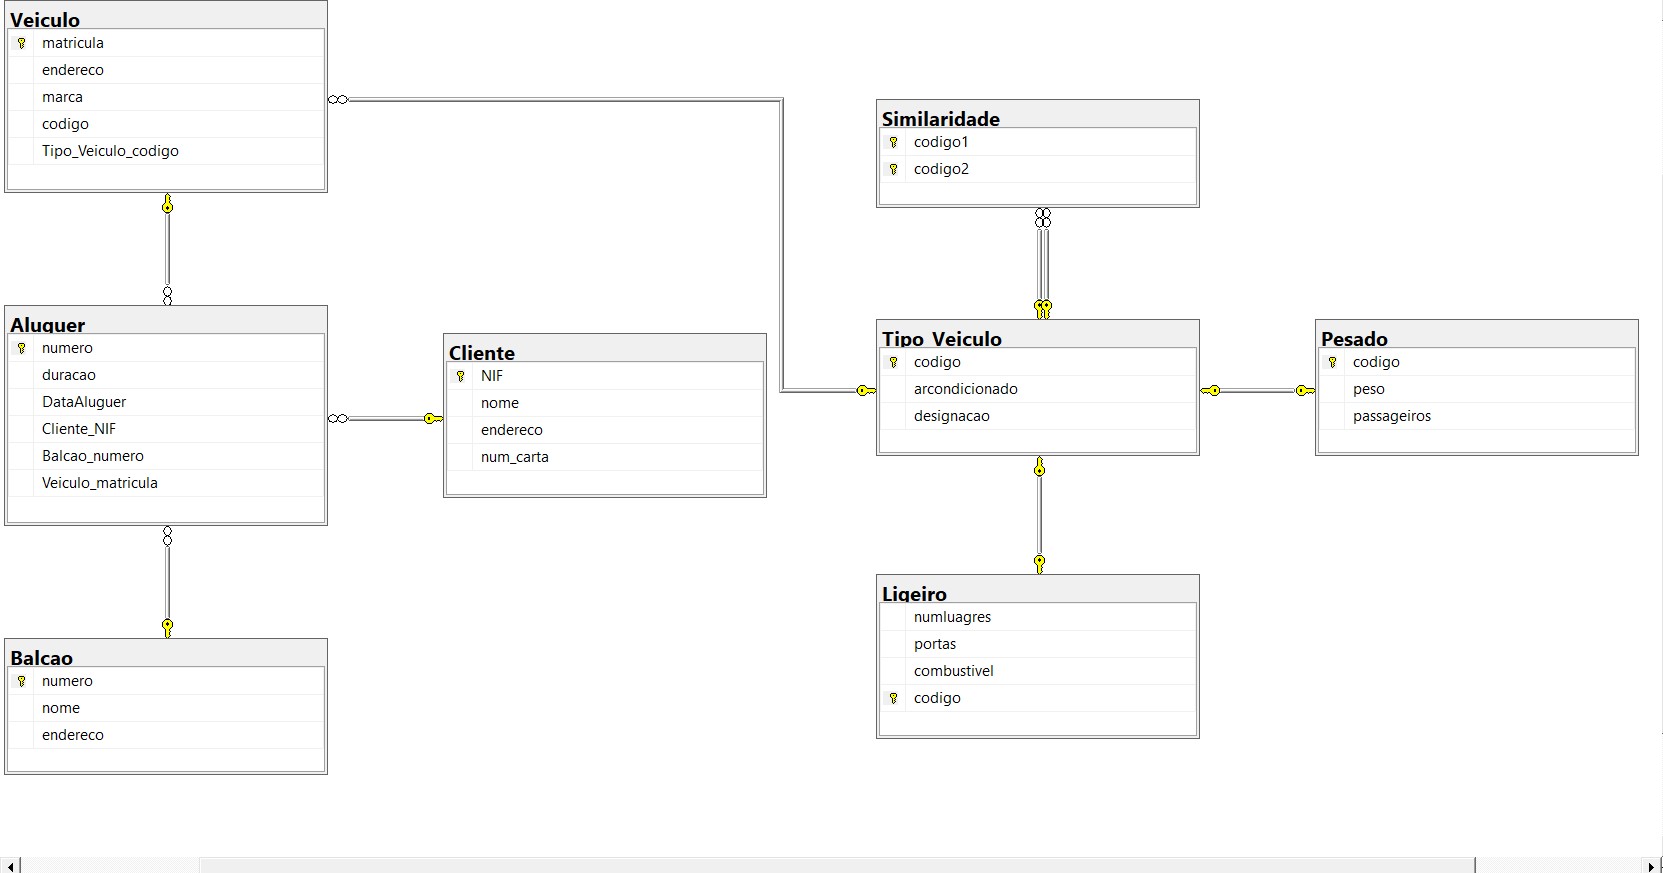 Veiculo
matricula
endereco
marca
codigo
Tipo_Veiculo_codigo
Similaridade
codigo1
codigo2
Aluguer
numero
duracao
DataAluguer
Cliente_NIF
Balcao_numero
Veiculo_matricula
Cliente
NIF
nome
endereco
num_carta
Tipo_Veiculo
codigo
arcondicionado
designacao
Pesado
codigo
peso
passageiros
Balcao
numero
nome
endereco
Ligeiro
numluagres
portas
combustivel
codigo